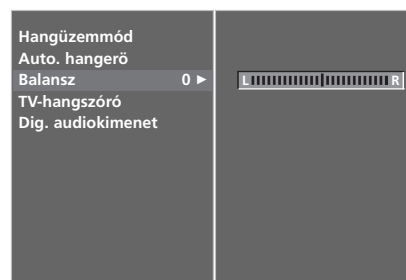 Hangüzemmód
Auto. hangerö
Balansz 0 ►
L R
TV-hangszóró
Dig. audiokimenet